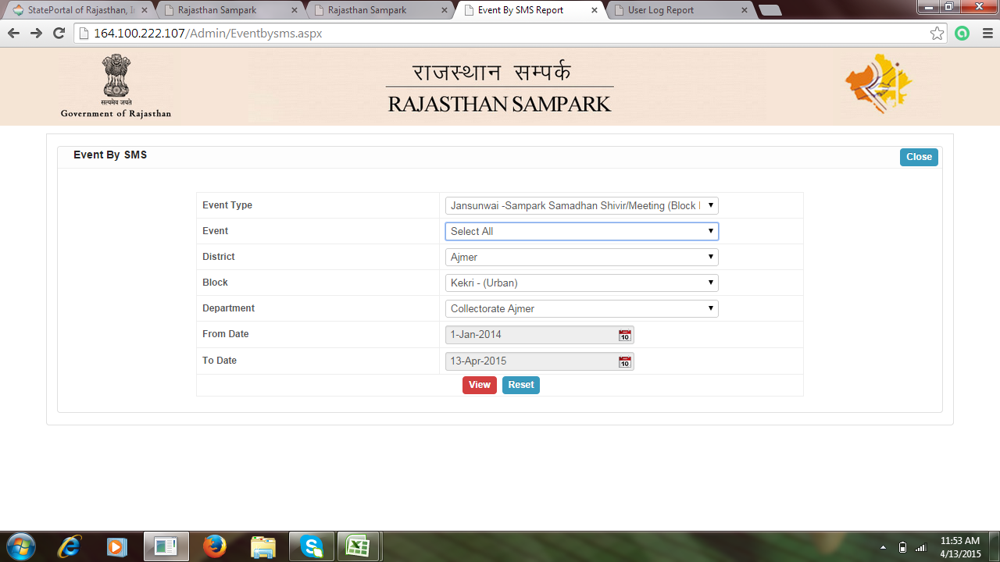 StatePortal of Rajasthan, I
Rajasthan Sampark
Rajasthan Sampark
Event By SMS Report
User Log Report
164.100.222.107/Admin/Eventbysms.aspx
सत्यमेव जयते
Government of Rajasthan
राजस्थान सम्पर्क
RAJASTHAN SAMPARK
Event By SMS
Close
Event Type
Jansunwai -Sampark Samadhan Shivir/Meeting (Block
Event
Select All
District
Ajmer
Block
Kekri - (Urban)
Department
Collectorate Ajmer
From Date
1-Jan-2014
10
To Date
13-Apr-2015
10
View
Reset
11:53 AM
4/13/2015